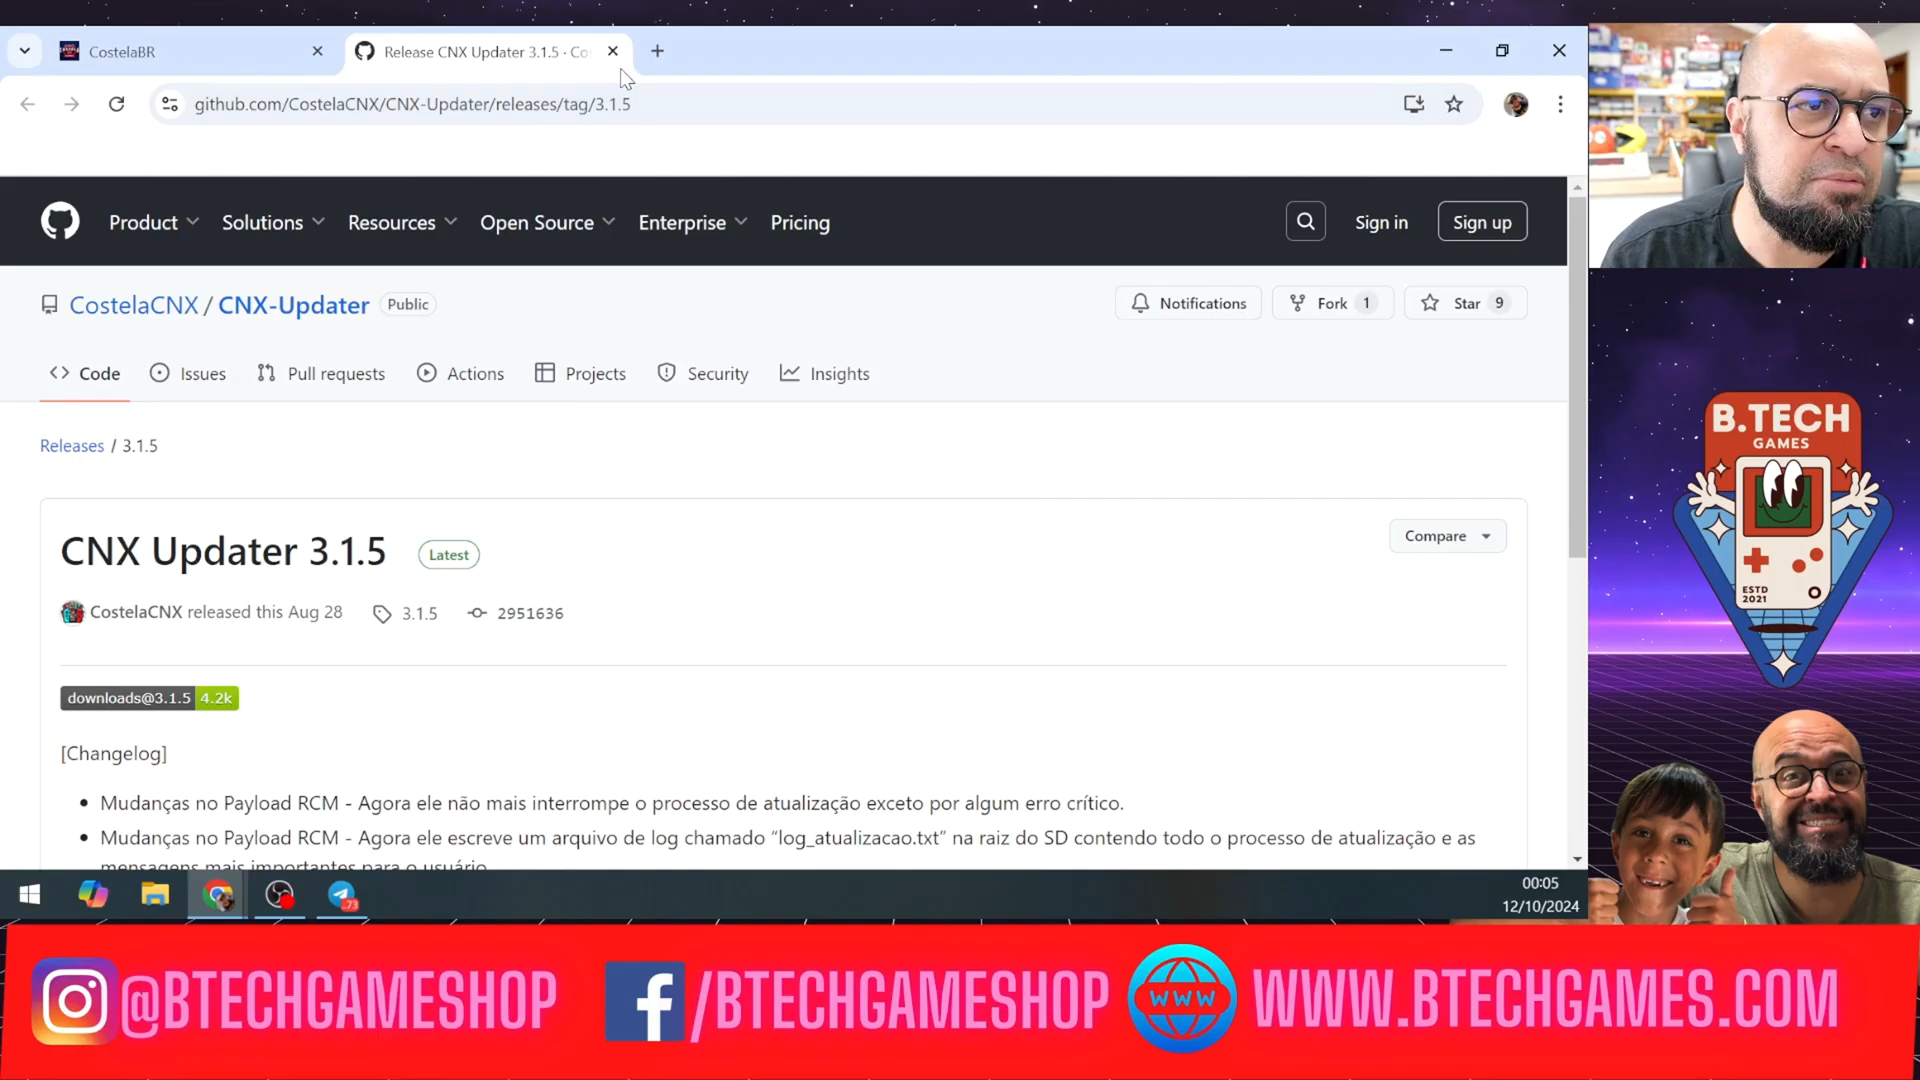 CostelaBR
Release CNX Updater 3.1.5 · Co
github.com/CostelaCNX/CNX-Updater/releases/tag/3.1.5
Product Solutions Resources Open Source Enterprise Pricing Sign in Sign up
CostelaCNX / CNX-Updater Public Notifications Fork 1 Star 9
Code Issues Pull requests Actions Projects Security Insights
Releases / 3.1.5
CNX Updater 3.1.5 Latest Compare
CostelaCNX released this Aug 28 3.1.5 2951636
downloads@3.1.5 4.2k
[Changelog]
Mudanças no Payload RCM - Agora ele não mais interrompe o processo de atualização exceto por algum erro crítico.
Mudanças no Payload RCM - Agora ele escreve um arquivo de log chamado “log_atualizacao.txt” na raiz do SD contendo todo o processo de atualização e as
mensagens mais importantes para o usuário
73
00:05
12/10/2024
B.TECH
GAMES
ESTD
2021
@BTECHGAMESHOP /BTECHGAMESHOP WWW WWW.BTECHGAMES.COM